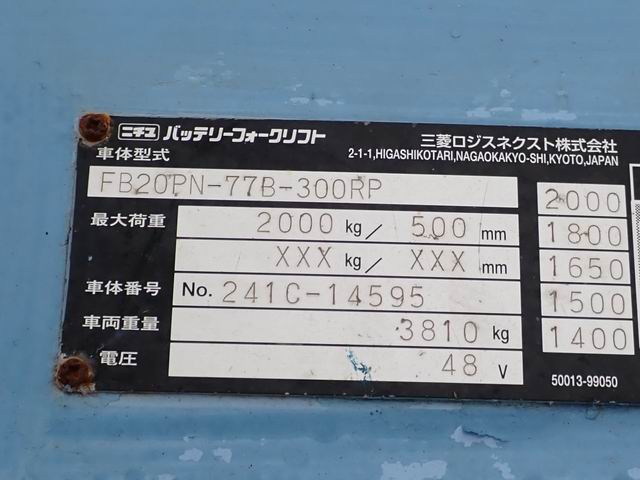 ニチユ バッテリーフォークリフト 三菱ロジスネクスト株式会社
2-1-1,HIGASHIKOTARI,NAGAOKAKYO-SHI,KYOTO,JAPAN
車体型式
FB20PN-77B-300RP 2000
最大荷重 2000 kg/ 500 mm 1800
XXX kg/ XXX mm 1650
車体番号 No. 241C-14595 1500
車両重量 3810 kg 1400
電圧 48 V
50013-99050